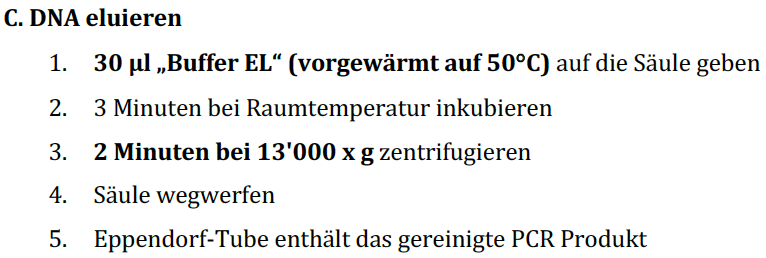 C. DNA eluieren
1. 30 µl „Buffer EL“ (vorgewärmt auf 50°C) auf die Säule geben
2. 3 Minuten bei Raumtemperatur inkubieren
3. 2 Minuten bei 13'000 x g zentrifugieren
4. Säule wegwerfen
5. Eppendorf-Tube enthält das gereinigte PCR Produkt